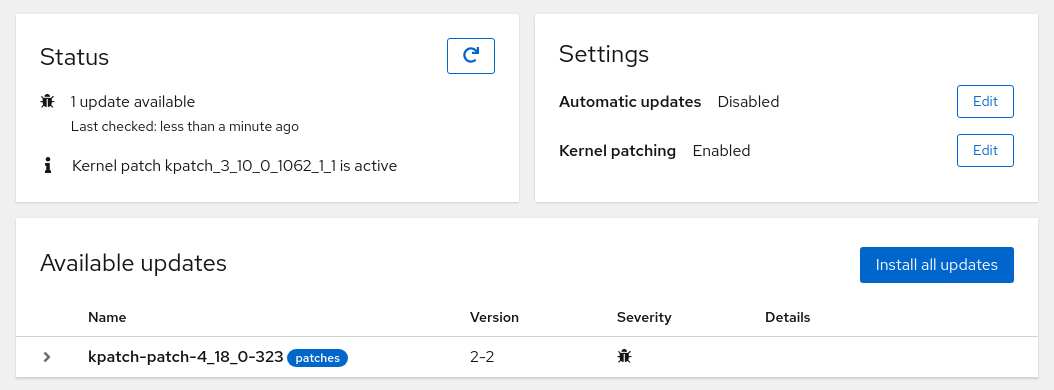 Status
1 update available
Last checked: less than a minute ago
Kernel patch kpatch_3_10_0_1062_1_1 is active
Settings
Automatic updates Disabled Edit
Kernel patching Enabled Edit
Available updates Install all updates
Name Version Severity Details
kpatch-patch-4_18_0-323 patches 2-2